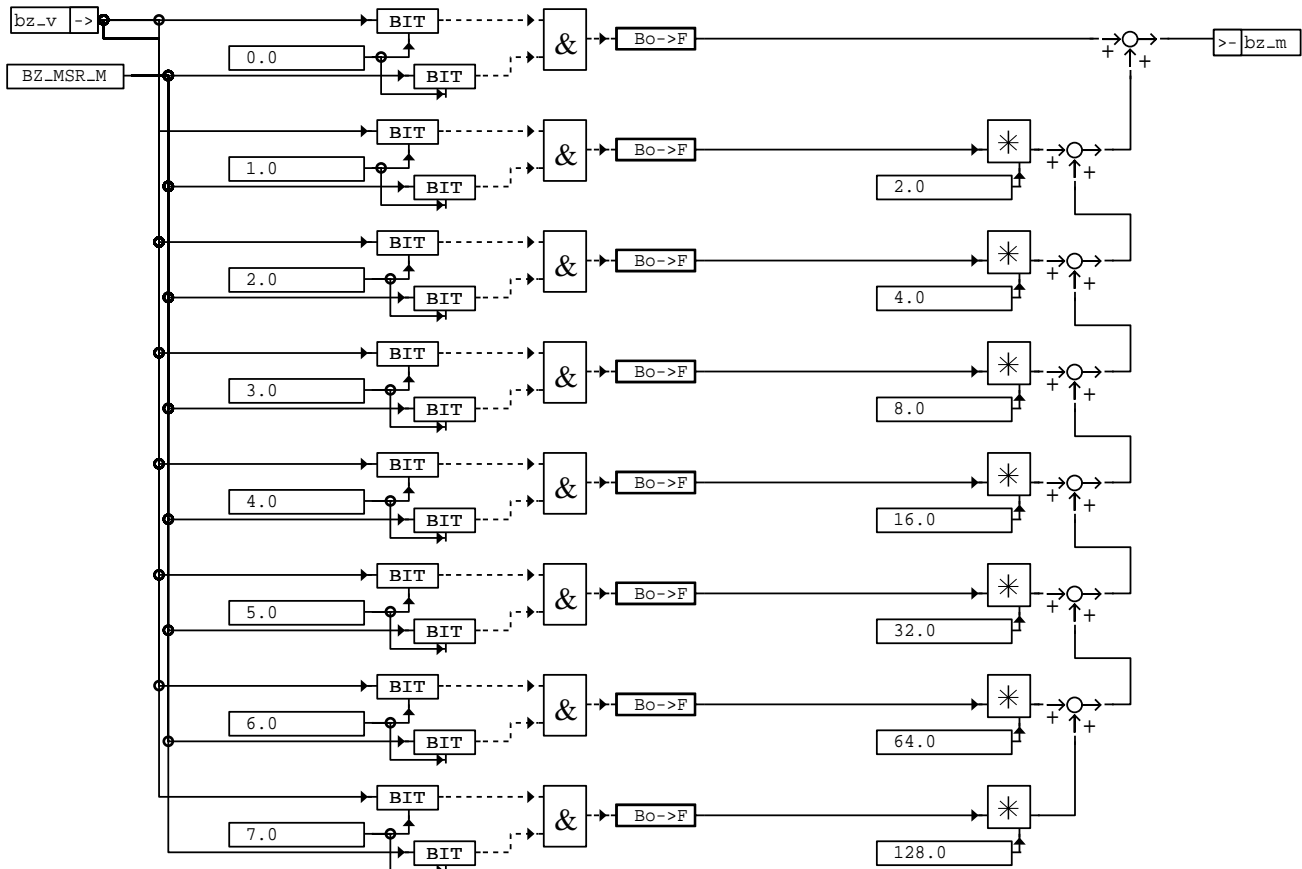 bz_v -> BIT & Bo->F + bz_m >-
0.0 +
BZ_MSR_M BIT
BIT & Bo->F * +
1.0 +
BIT 2.0
BIT & Bo->F * +
2.0 +
BIT 4.0
BIT & Bo->F * +
3.0 +
BIT 8.0
BIT & Bo->F * +
4.0 +
BIT 16.0
BIT & Bo->F * +
5.0 +
BIT 32.0
BIT & Bo->F * +
6.0 +
BIT 64.0
BIT & Bo->F *
7.0
BIT 128.0